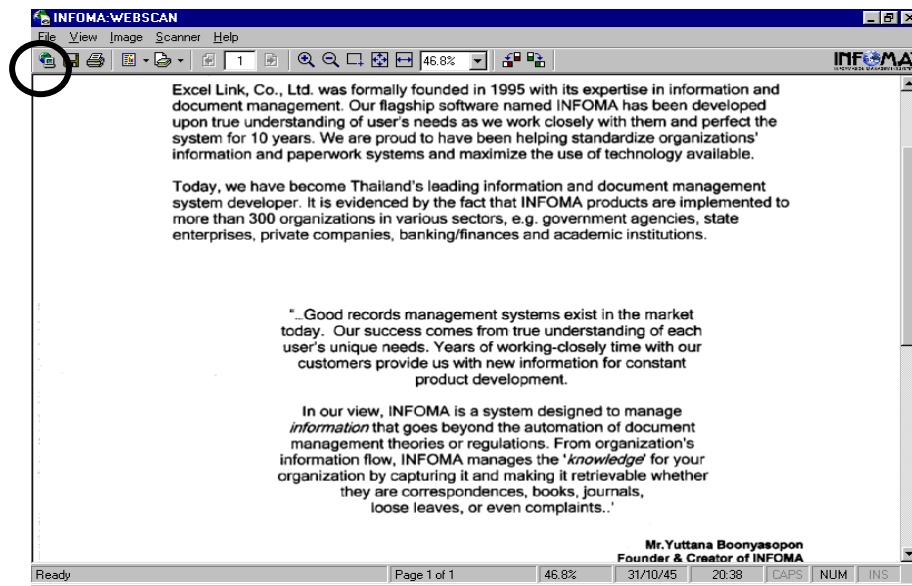 INFOMA:WEBSCAN
File View Image Scanner Help
1 46.8% INFOMA
Excel Link, Co., Ltd. was formally founded in 1995 with its expertise in information and
document management. Our flagship software named INFOMA has been developed
upon true understanding of user's needs as we work closely with them and perfect the
system for 10 years. We are proud to have been helping standardize organizations'
information and paperwork systems and maximize the use of technology available.
Today, we have become Thailand's leading information and document management
system developer. It is evidenced by the fact that INFOMA products are implemented to
more than 300 organizations in various sectors, e.g. government agencies, state
enterprises, private companies, banking/finances and academic institutions.
"...Good records management systems exist in the market
today. Our success comes from true understanding of each
user's unique needs. Years of working-closely time with our
customers provide us with new information for constant
product development.
In our view, INFOMA is a system designed to manage
information that goes beyond the automation of document
management theories or regulations. From organization's
information flow, INFOMA manages the 'knowledge' for your
organization by capturing it and making it retrievable whether
they are correspondences, books, journals,
loose leaves, or even complaints..'
Mr.Yuttana Boonyasopon
Founder & Creator of INFOMA
Ready Page 1 of 1 46.8% 31/10/45 20:38 CAPS NUM INS